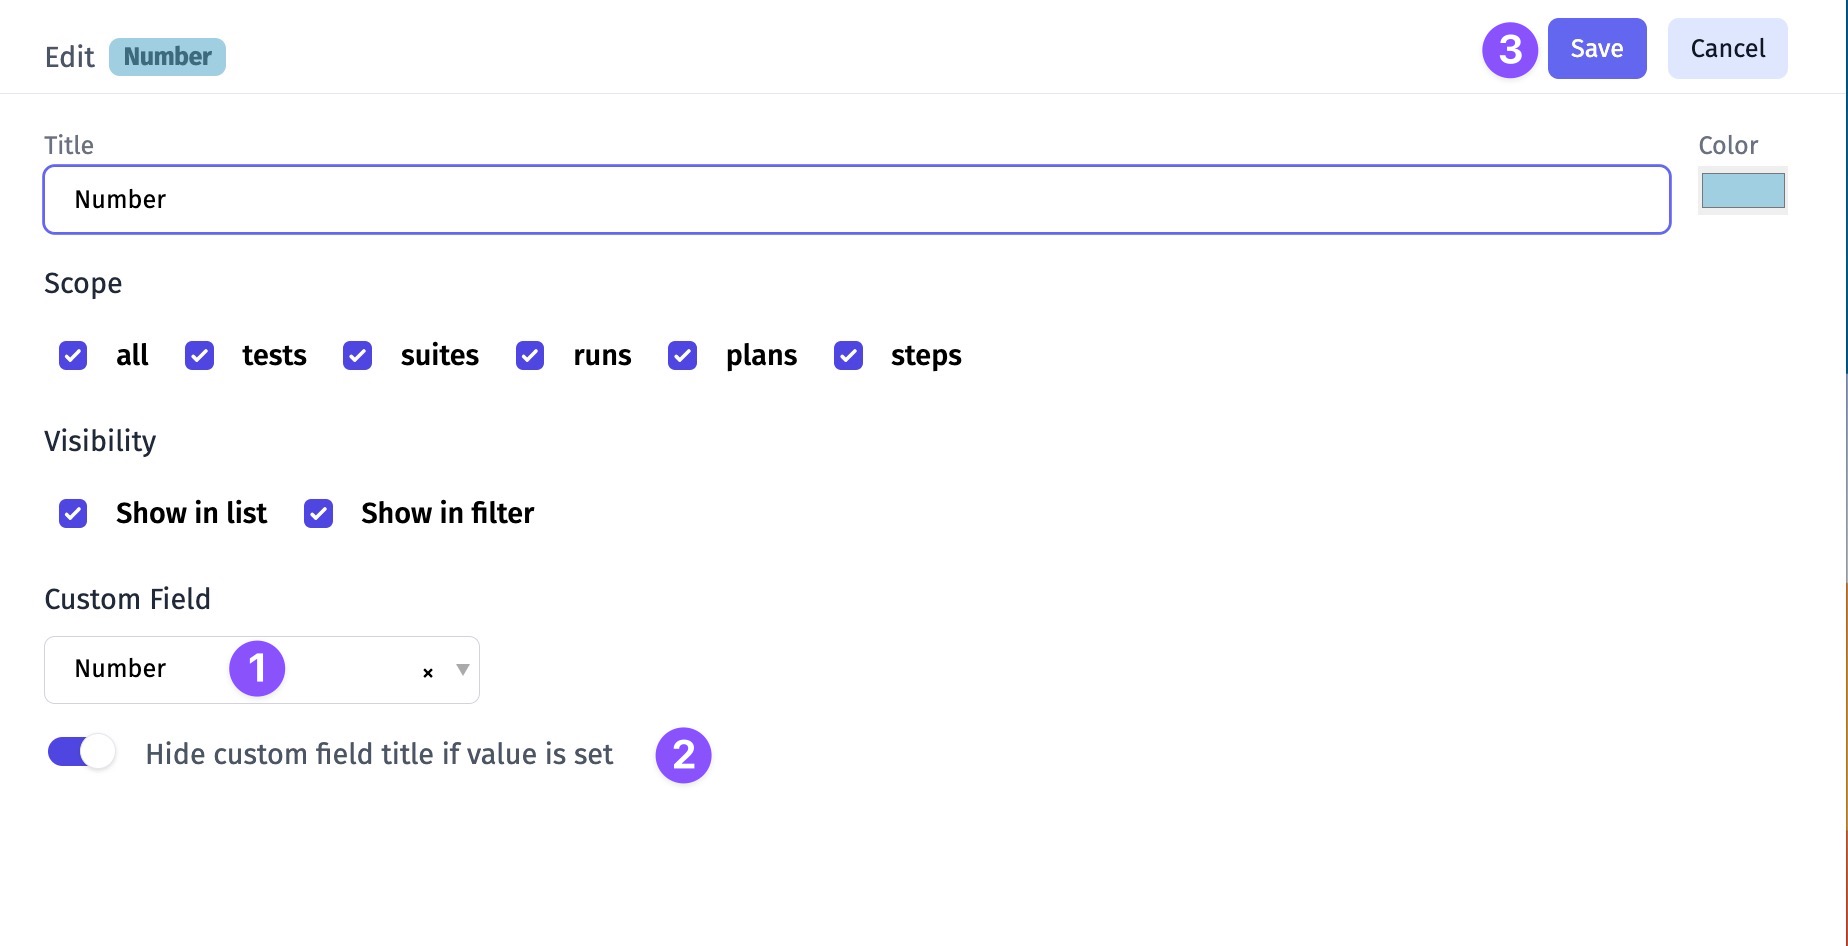 Edit Number 3 Save Cancel
Title Color
Number
Scope
all tests suites runs plans steps
Visibility
Show in list Show in filter
Custom Field
Number 1 ×
Hide custom field title if value is set 2